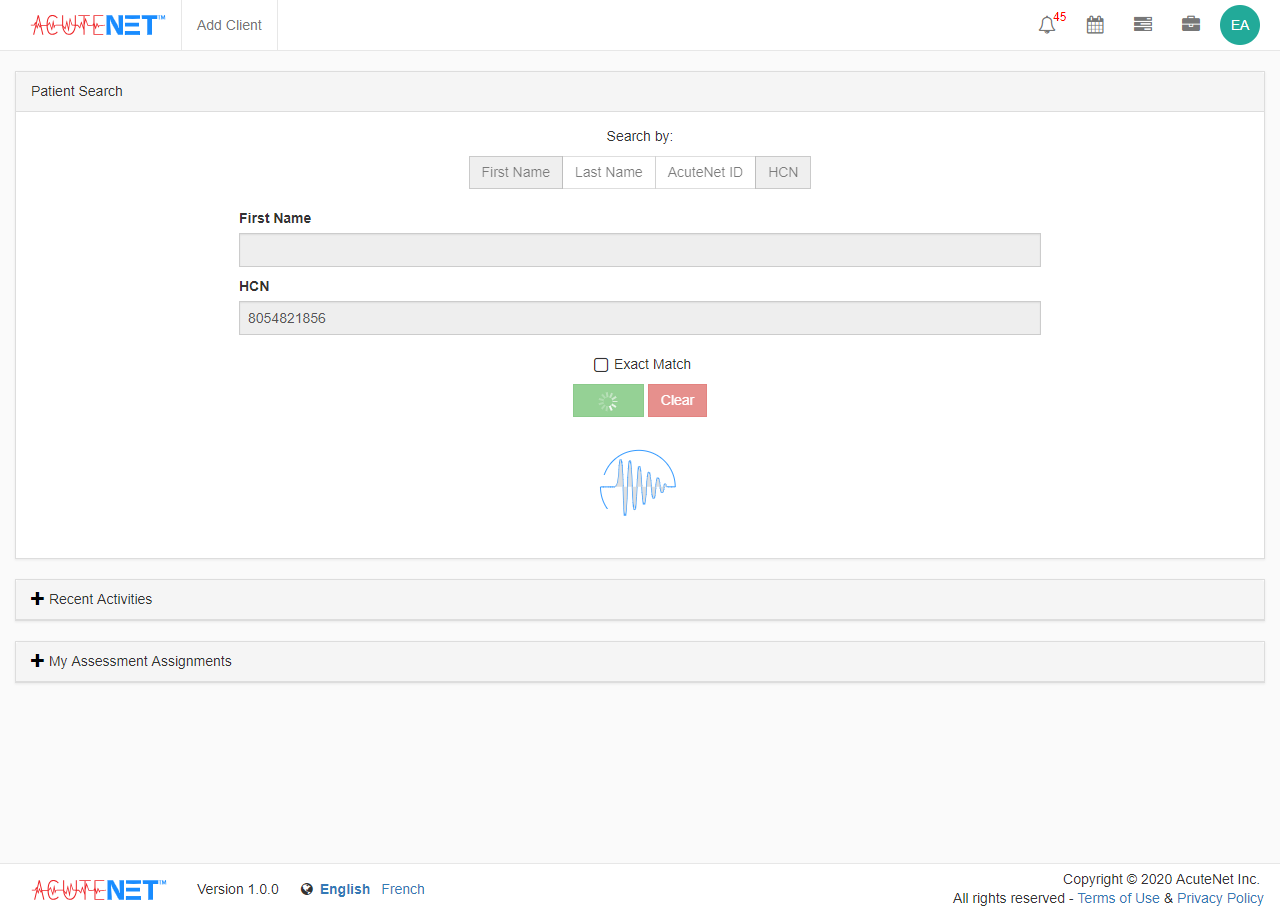 ACUTENET™ Add Client 45 EA
Patient Search
Search by:
First Name Last Name AcuteNet ID HCN
First Name
HCN
8054821856
Exact Match
Clear
Recent Activities
My Assessment Assignments
ACUTENET™ Version 1.0.0 English French
Copyright © 2020 AcuteNet Inc.
All rights reserved - Terms of Use & Privacy Policy